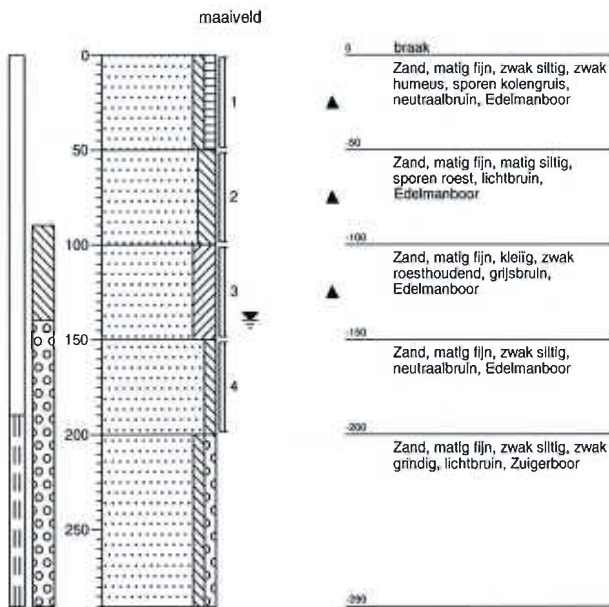 maaiveld
0
50
100
150
200
250
1
2
3
4
0
braak
Zand, matig fijn, zwak siltig, zwak
humeus, sporen kolengruis,
neutraalbruin, Edelmanboor
-50
Zand, matig fijn, matig siltig,
sporen roest, lichtbruin,
Edelmanboor
-100
Zand, matig fijn, kleiïg, zwak
roesthoudend, grijsbruin,
Edelmanboor
-150
Zand, matig fijn, zwak siltig,
neutraalbruin, Edelmanboor
-200
Zand, matig fijn, zwak siltig, zwak
grindig, lichtbruin, Zuigerboor
-290